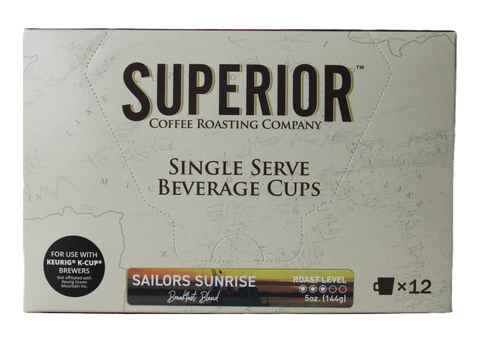 SUPERIOR™
COFFEE ROASTING COMPANY
SINGLE SERVE
BEVERAGE CUPS
FOR USE WITH
KEURIG® K-CUP®
BREWERS
Not affiliated with
Keurig Green
Mountain Inc.
SAILORS SUNRISE
Breakfast Blend
ROAST LEVEL
5oz. (144g)
×12